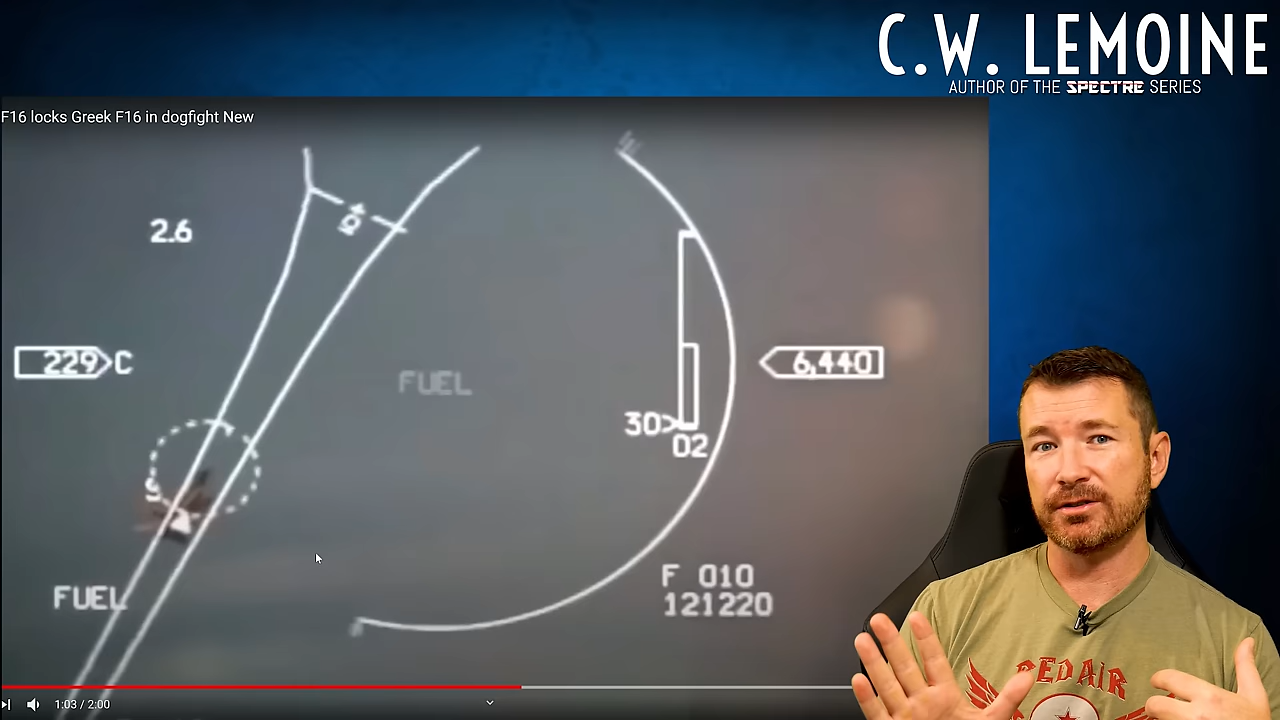 C.W. LEMOINE
AUTHOR OF THE SPECTRE SERIES
F16 locks Greek F16 in dogfight New
2.6
229 C
FUEL
6,440
30>
02
FUEL
F 010
121220
1:03 / 2:00
RED AIR